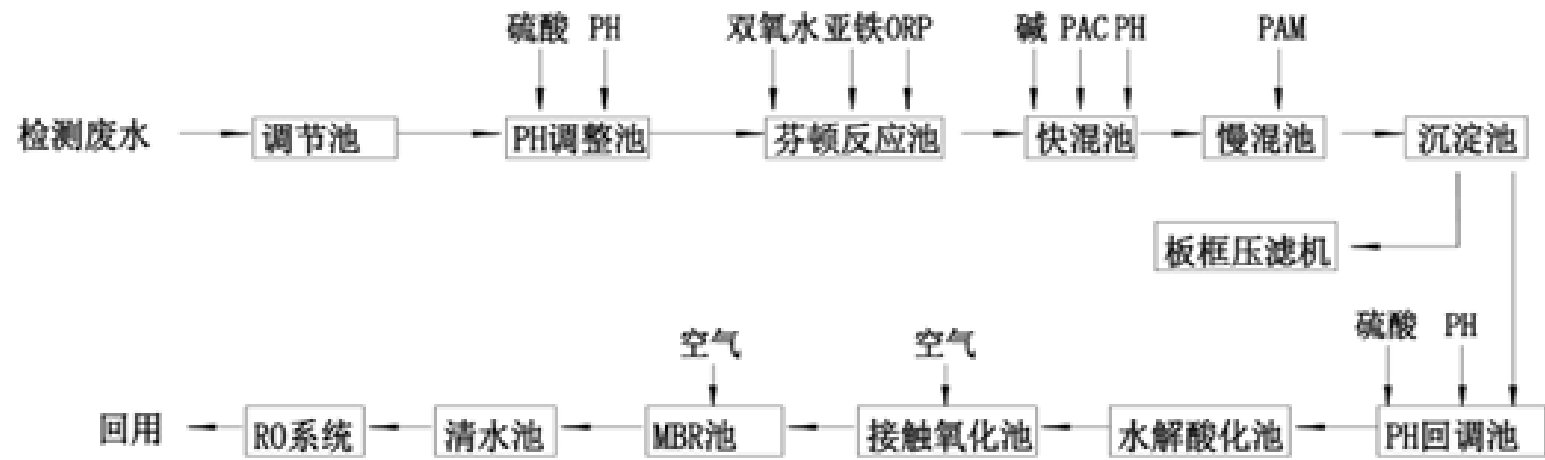 硫酸 PH 双氧水 亚铁 ORP 碱 PAC PH PAM
检测废水 调节池 PH调整池 芬顿反应池 快混池 慢混池 沉淀池
板框压滤机
硫酸 PH
空气 空气
回用 RO系统 清水池 MBR池 接触氧化池 水解酸化池 PH回调池